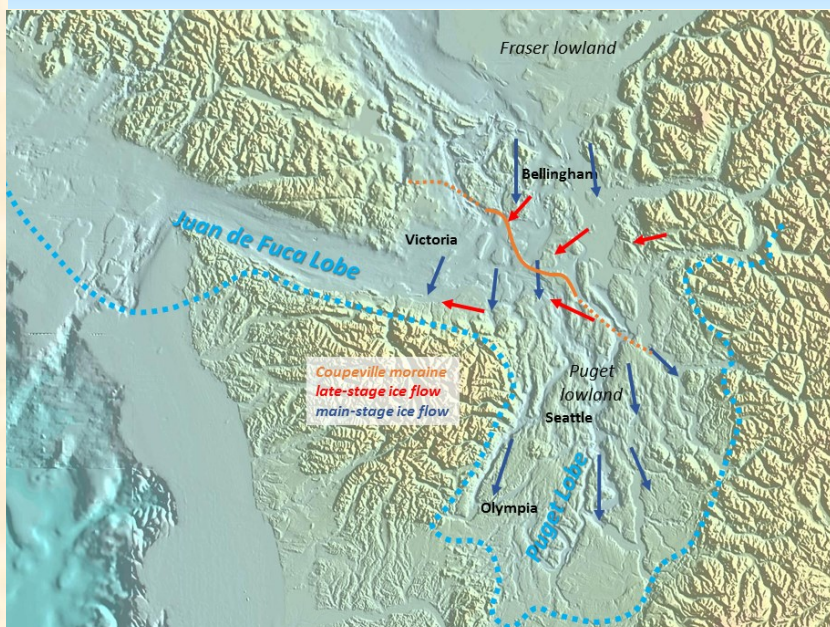 Fraser lowland
Bellingham
Juan de Fuca Lobe
Victoria
Coupeville moraine
late-stage ice flow
main-stage ice flow
Puget
lowland
Seattle
Olympia
Puget Lobe